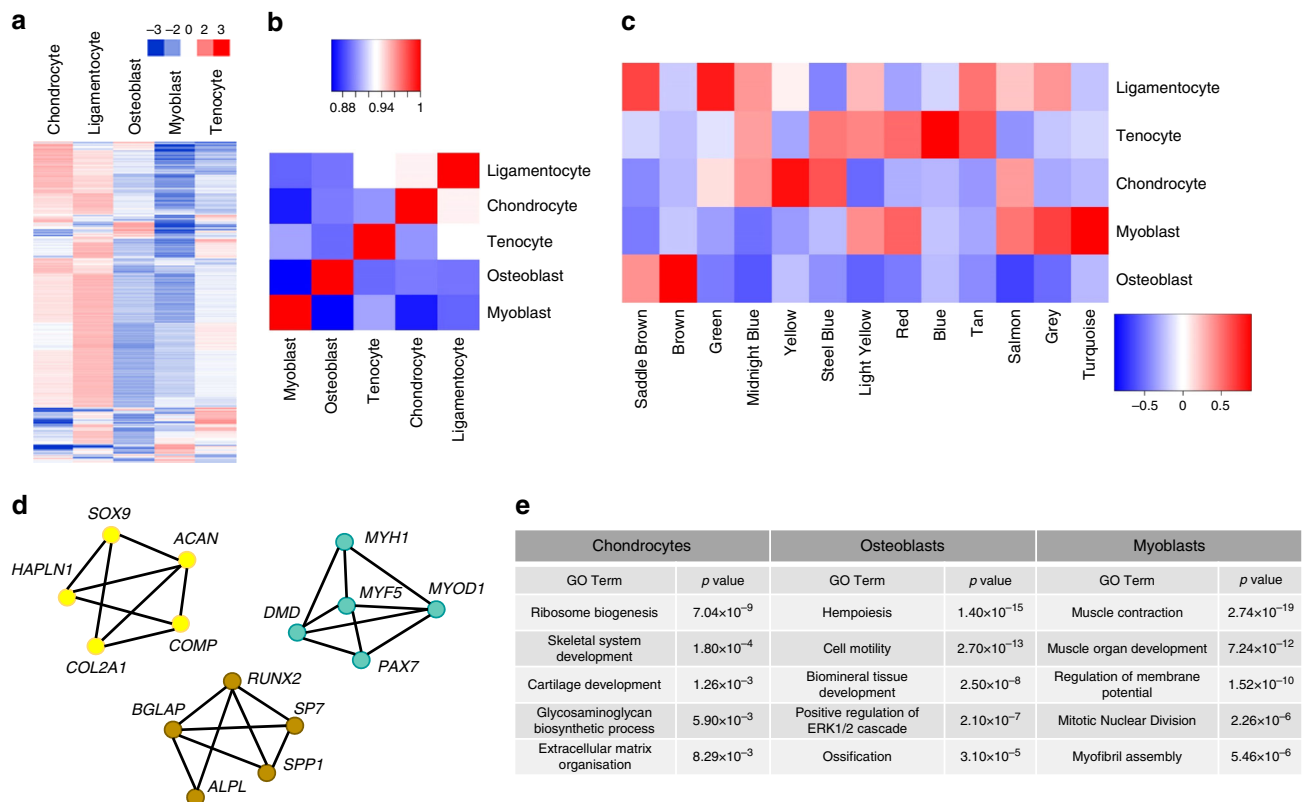 a
−3 −2 0 2 3
Chondrocyte
Ligamentocyte
Osteoblast
Myoblast
Tenocyte
b
0.88 0.94 1
Ligamentocyte
Chondrocyte
Tenocyte
Osteoblast
Myoblast
Myoblast
Osteoblast
Tenocyte
Chondrocyte
Ligamentocyte
c
Ligamentocyte
Tenocyte
Chondrocyte
Myoblast
Osteoblast
Saddle Brown
Brown
Green
Midnight Blue
Yellow
Steel Blue
Light Yellow
Red
Blue
Tan
Salmon
Grey
Turquoise
−0.5 0 0.5
d
SOX9
ACAN
HAPLN1
COMP
COL2A1
MYH1
MYF5
MYOD1
DMD
PAX7
RUNX2
BGLAP
SP7
SPP1
ALPL
e
Chondrocytes Osteoblasts Myoblasts
GO Term p value GO Term p value GO Term p value
Ribosome biogenesis 7.04×10⁻⁹ Hempoiesis 1.40×10⁻¹⁵ Muscle contraction 2.74×10⁻¹⁹
Skeletal system
development 1.80×10⁻⁴ Cell motility 2.70×10⁻¹³ Muscle organ development 7.24×10⁻¹²
Cartilage development 1.26×10⁻³ Biomineral tissue
development 2.50×10⁻⁸ Regulation of membrane
potential 1.52×10⁻¹⁰
Glycosaminoglycan
biosynthetic process 5.90×10⁻³ Positive regulation of
ERK1/2 cascade 2.10×10⁻⁷ Mitotic Nuclear Division 2.26×10⁻⁶
Extracellular matrix
organisation 8.29×10⁻³ Ossification 3.10×10⁻⁵ Myofibril assembly 5.46×10⁻⁶